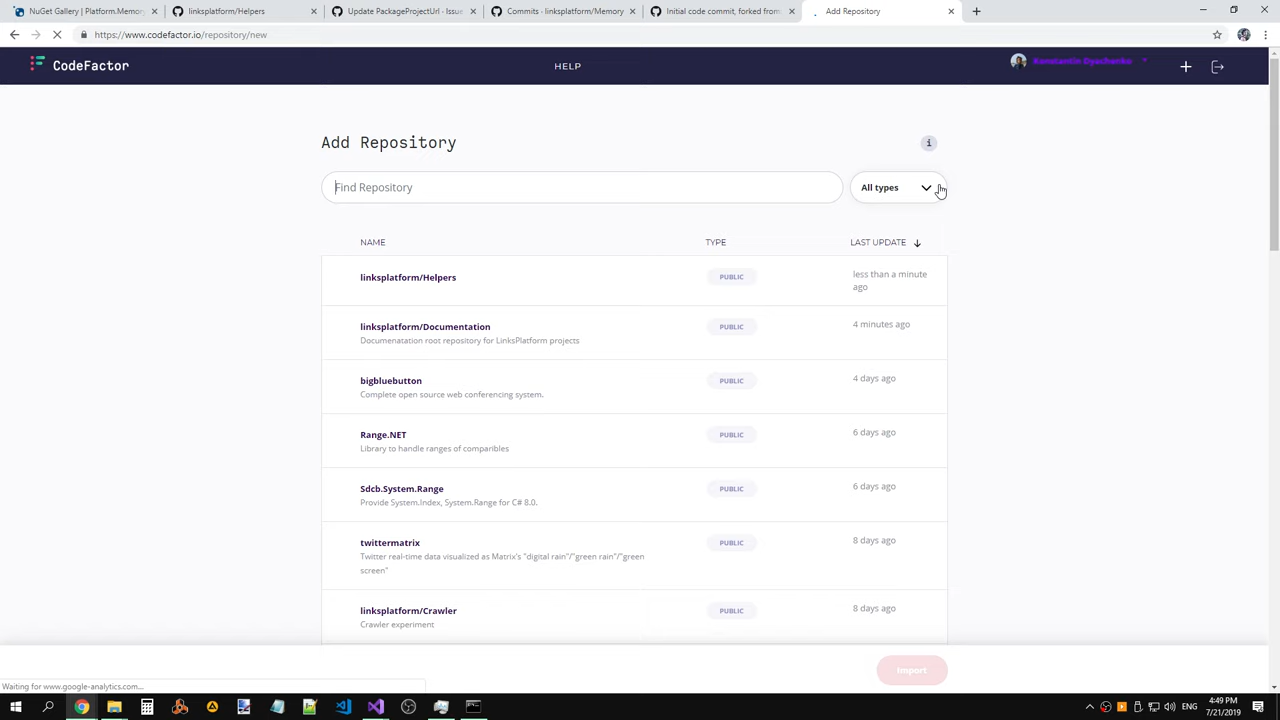 NuGet Gallery | Platform.Memory
linksplatform/Helpers
Update PackageProjectUrl · Issue
Commits · linksplatform/Memory
Initial code commit, forked from
Add Repository
https://www.codefactor.io/repository/new
CodeFactor
HELP
Konstantin Dyachenko
Add Repository
i
Find Repository
All types
NAME
TYPE
LAST UPDATE
linksplatform/Helpers
PUBLIC
less than a minute
ago
linksplatform/Documentation
Documenatation root repository for LinksPlatform projects
PUBLIC
4 minutes ago
bigbluebutton
Complete open source web conferencing system.
PUBLIC
4 days ago
Range.NET
Library to handle ranges of comparibles
PUBLIC
6 days ago
Sdcb.System.Range
Provide System.Index, System.Range for C# 8.0.
PUBLIC
6 days ago
twittermatrix
Twitter real-time data visualized as Matrix's "digital rain"/"green rain"/"green
screen"
PUBLIC
8 days ago
linksplatform/Crawler
Crawler experiment
PUBLIC
8 days ago
Import
Waiting for www.google-analytics.com...
ENG
4:49 PM
7/21/2019